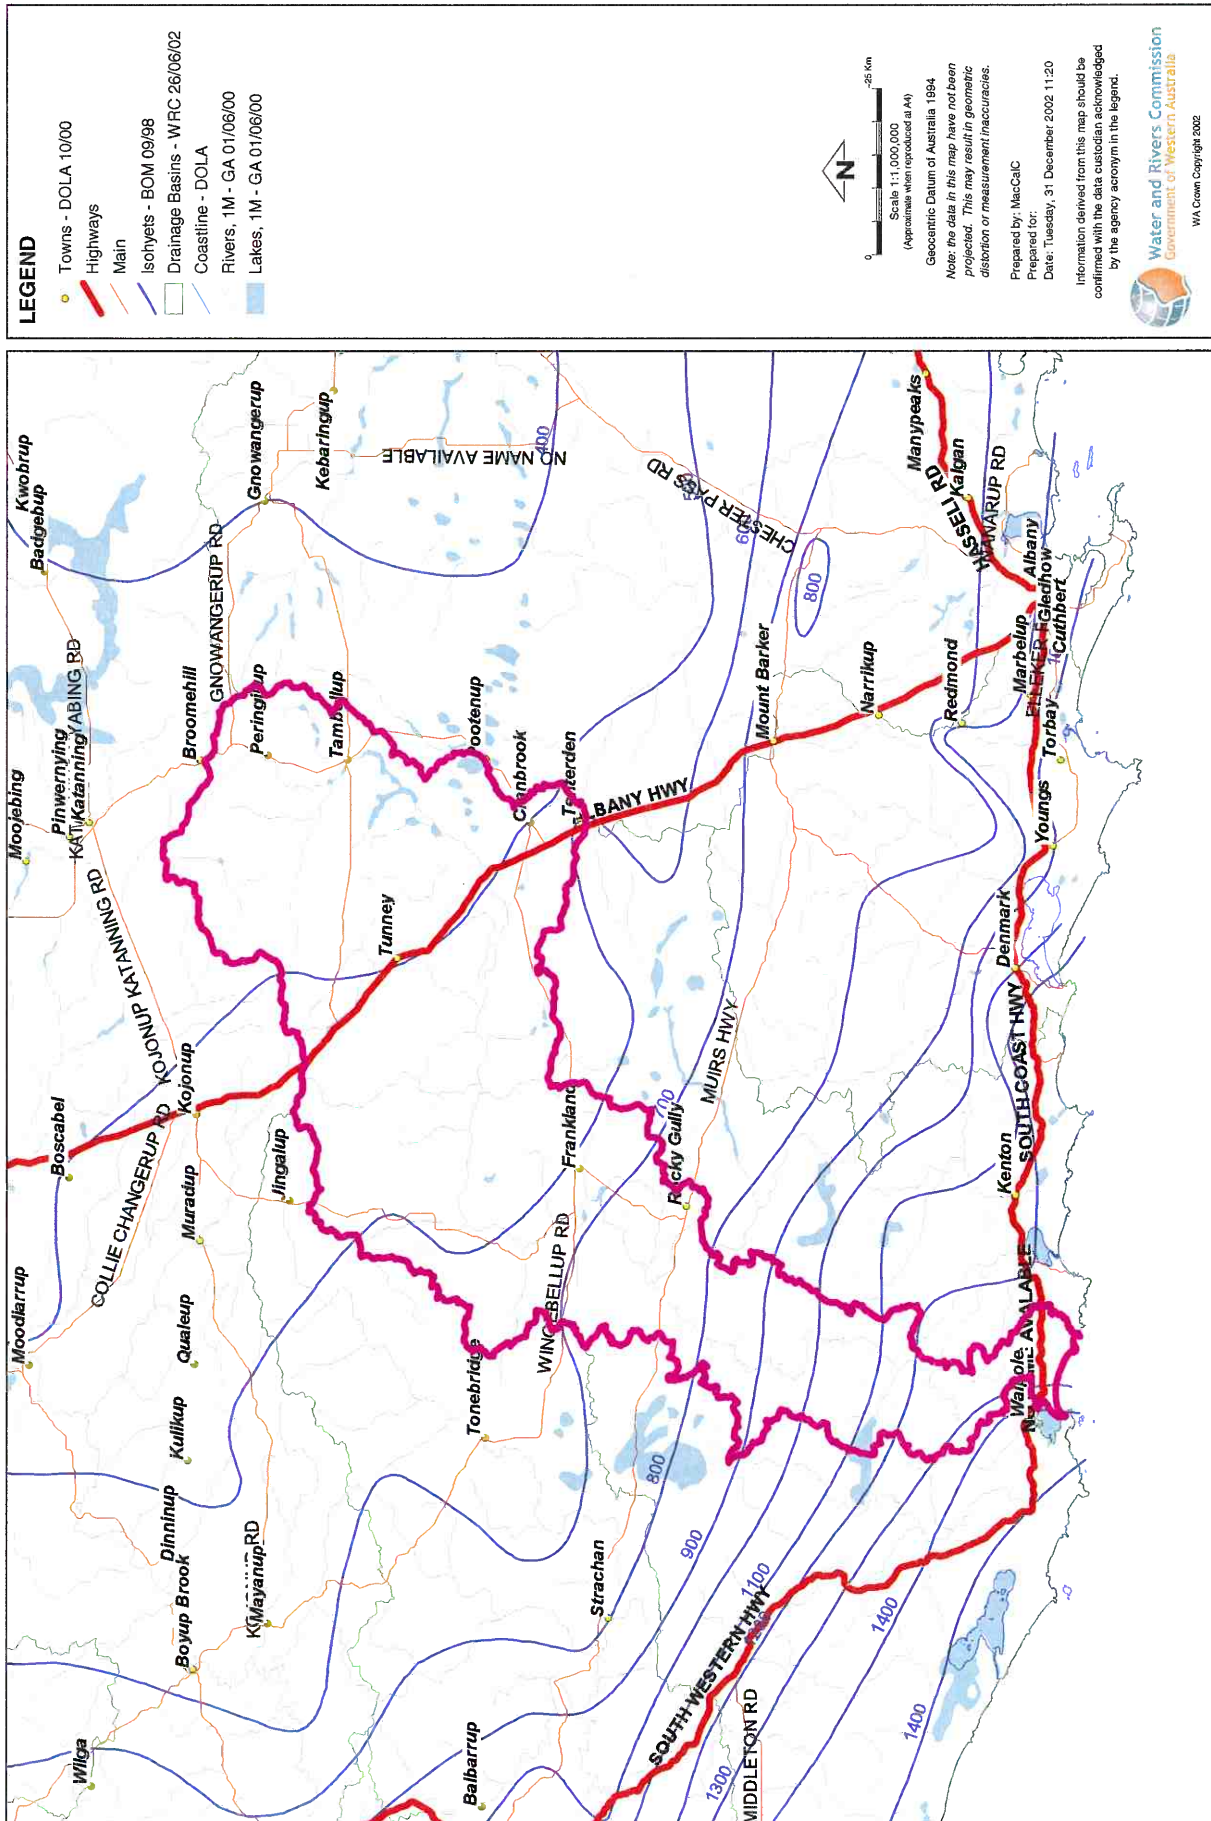 LEGEND
Towns - DOLA 10/00
Highways
Main
Isohyets - BOM 09/98
Drainage Basins - WRC 26/06/02
Coastline - DOLA
Rivers, 1M - GA 01/06/00
Lakes, 1M - GA 01/06/00
N
0
~25 Km
Scale 1:1,000,000
(Approximate when reproduced at A4)
Geocentric Datum of Australia 1994
Note: the data in this map have not been
projected. This may result in geometric
distortion or measurement inaccuracies.
Prepared by: MacCalC
Prepared for:
Date: Tuesday, 31 December 2002 11:20
Information derived from this map should be
confirmed with the data custodian acknowledged
by the agency acronym in the legend.
Water and Rivers Commission
Government of Western Australia
WA Crown Copyright 2002
Moodiarrup
Boscabel
Moojebing
Pinwernying
Katanning
YABING RD
Badgebup
Kwobrup
Wilga
COLLIE CHANGERUP RD
KOJONUP KATANNING RD
Boyup Brook
Dinninup
Kulikup
Qualeup
Muradup
Kojonup
Broomehill
GNOWANGERUP RD
Gnowangerup
Mayanup
Jingalup
Peringillup
Kebaringup
Tambellup
NO NAME AVAILABLE
Tunney
400
Balbarrup
Tonebridge
Pootenup
Cranbrook
Tenterden
Strachan
WINGEBELLUP RD
Frankland
CHESTER PASS RD
600
800
Rocky Gully
MUIRS HWY
ALBANY HWY
Mount Barker
800
900
1100
SOUTH WESTERN HWY
MIDDLETON RD
1300
1400
1400
Narrikup
Redmond
Manypeaks
HASSELL RD
Kalgan
NANARUP RD
Walpole
Kenton
SOUTH COAST HWY
Denmark
Youngs
Torbay
Marbelup
Cuthbert
Gledhow
Albany